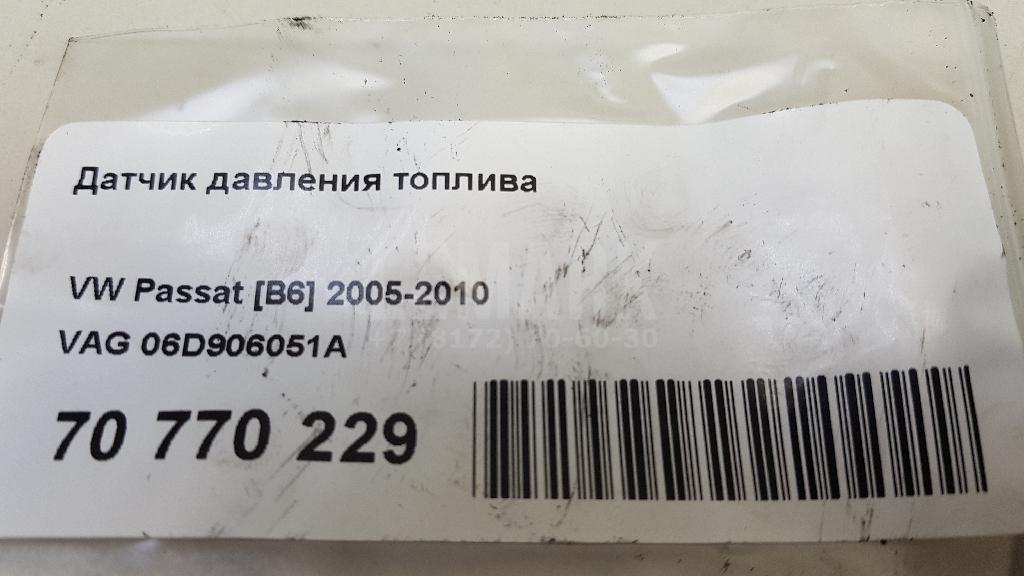 Датчик давления топлива
VW Passat [B6] 2005-2010
VAG 06D906051A
70 770 229